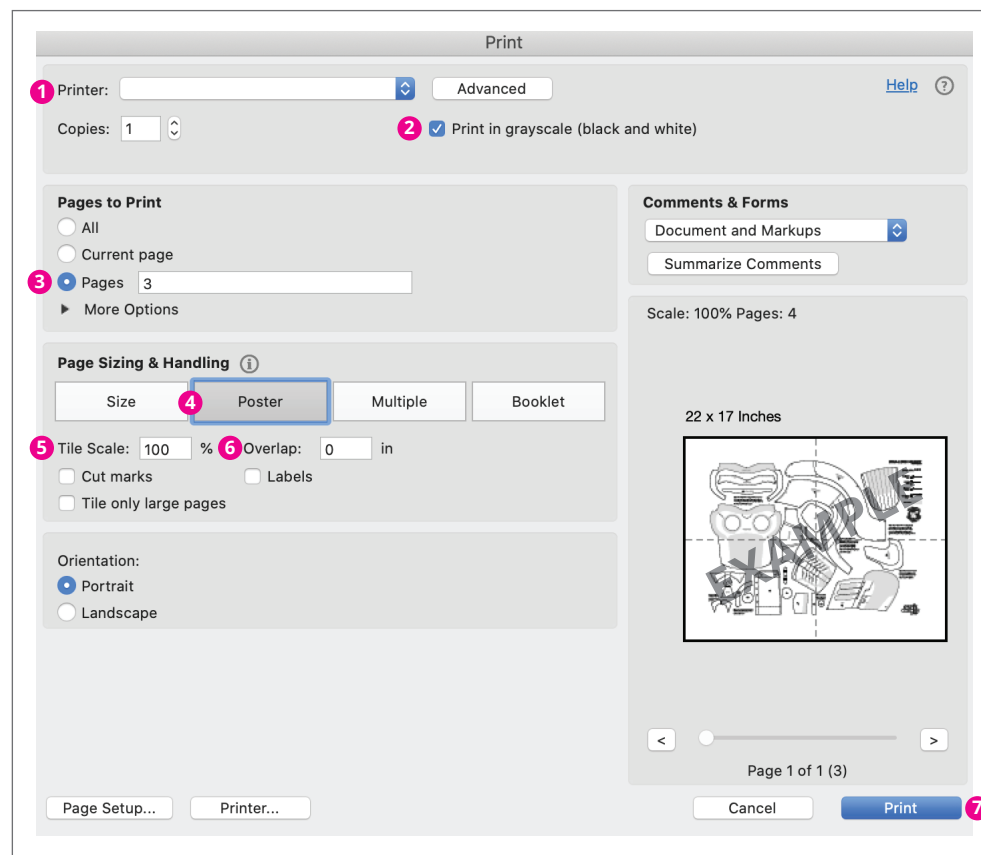 Print
1 Printer: Advanced Help ?
Copies: 1 2 Print in grayscale (black and white)
Pages to Print
All
Current page
3 Pages 3
More Options
Comments & Forms
Document and Markups
Summarize Comments
Page Sizing & Handling i
Size 4 Poster Multiple Booklet
5 Tile Scale: 100 % 6 Overlap: 0 in
Cut marks Labels
Tile only large pages
Orientation:
Portrait
Landscape
Scale: 100% Pages: 4
22 x 17 Inches
EXAMPLE
< >
Page 1 of 1 (3)
Page Setup... Printer... Cancel Print 7